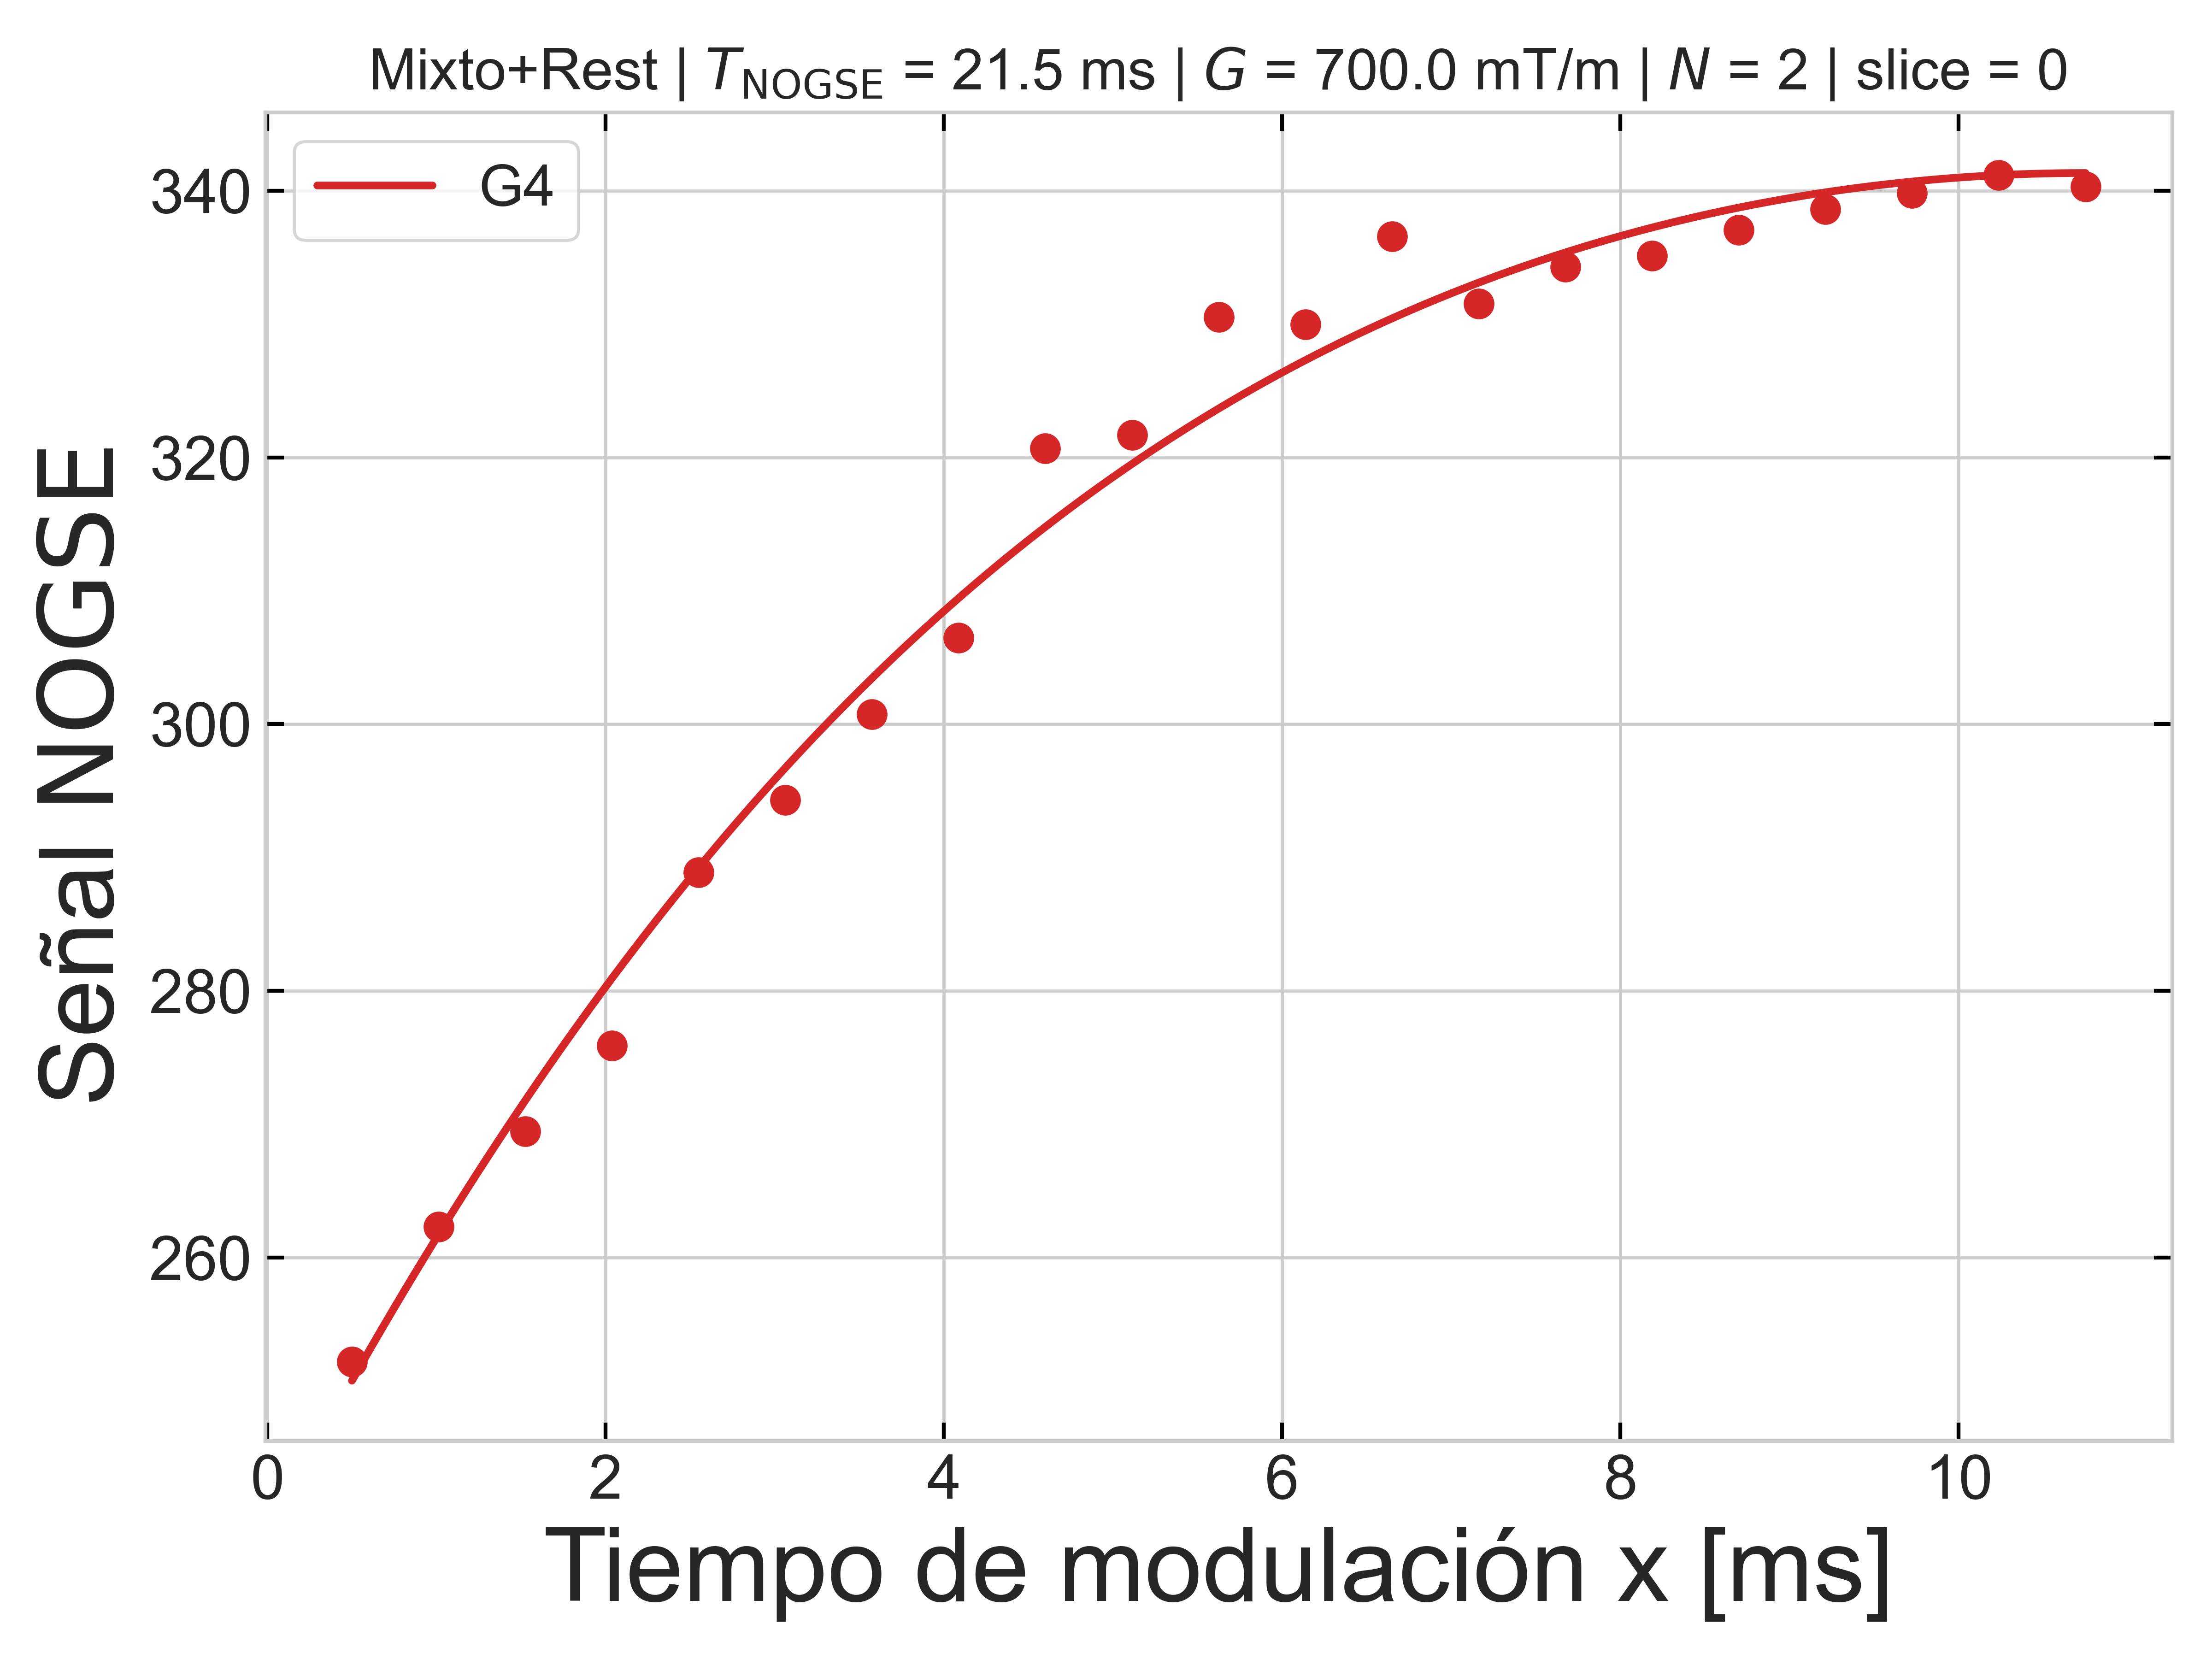 Mixto+Rest | T_NOGSE = 21.5 ms | G = 700.0 mT/m | N = 2 | slice = 0
G4
340
320
300
280
260
Señal NOGSE
0 2 4 6 8 10
Tiempo de modulación x [ms]